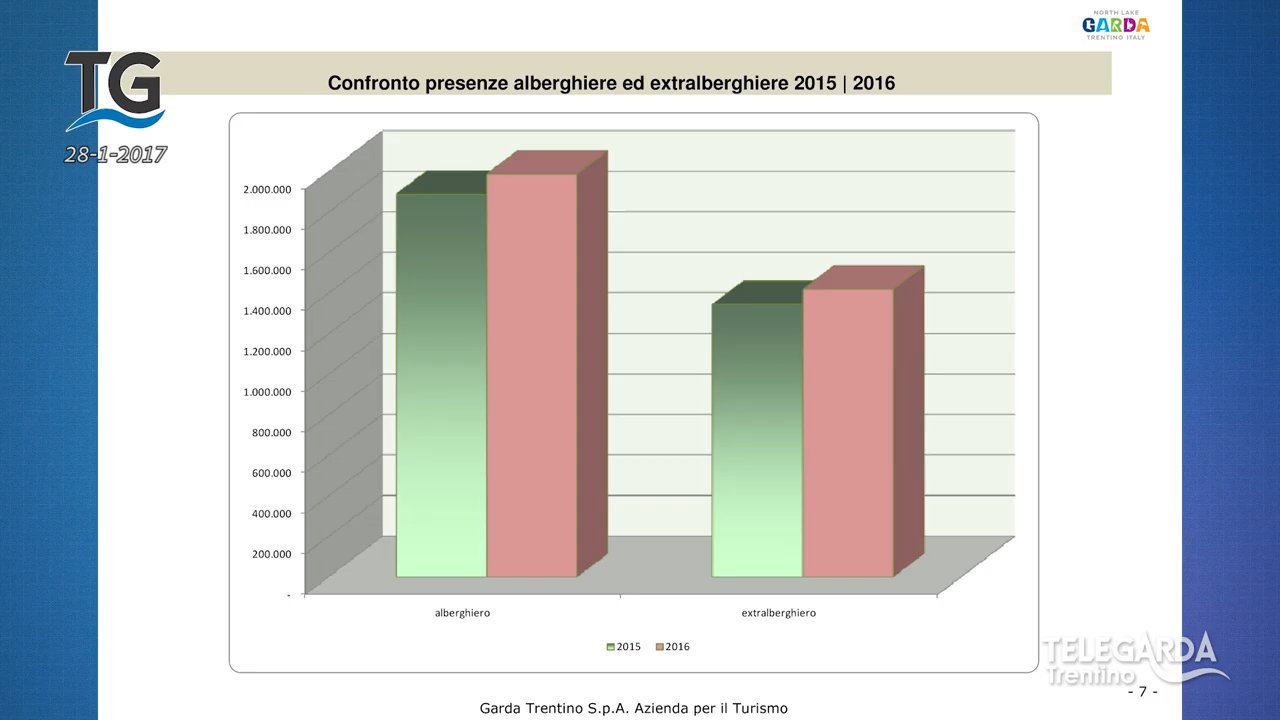 NORTH LAKE
GARDA
TRENTINO ITALY
TG
28-1-2017
Confronto presenze alberghiere ed extralberghiere 2015 | 2016
2.000.000
1.800.000
1.600.000
1.400.000
1.200.000
1.000.000
800.000
600.000
400.000
200.000
-
alberghiero extralberghiero
2015 2016
TELEGARDA
Trentino
- 7 -
Garda Trentino S.p.A. Azienda per il Turismo